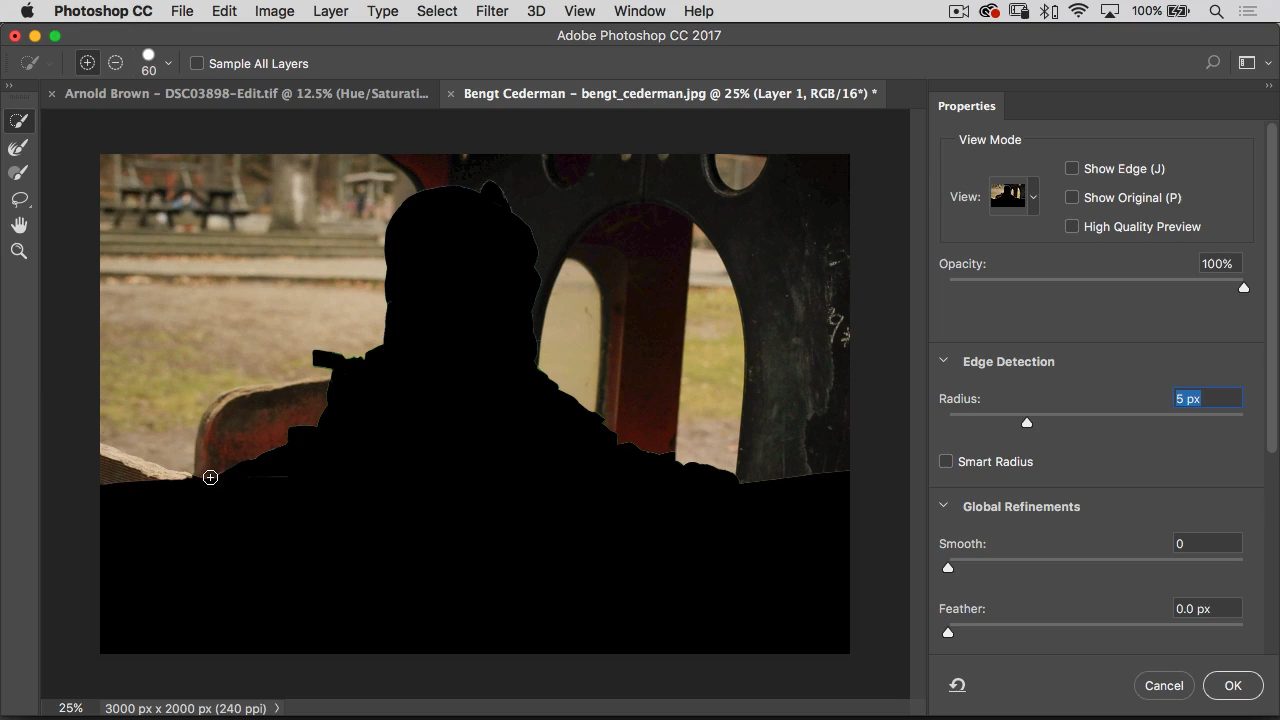 Photoshop CC File Edit Image Layer Type Select Filter 3D View Window Help 100%
Adobe Photoshop CC 2017
60 Sample All Layers
Arnold Brown – DSC03898-Edit.tif @ 12.5% (Hue/Saturati... Bengt Cederman – bengt_cederman.jpg @ 25% (Layer 1, RGB/16*) *
Properties
View Mode
Show Edge (J)
View:
Show Original (P)
High Quality Preview
Opacity: 100%
Edge Detection
Radius: 5 px
Smart Radius
Global Refinements
Smooth: 0
Feather: 0.0 px
Cancel OK
25% 3000 px x 2000 px (240 ppi)